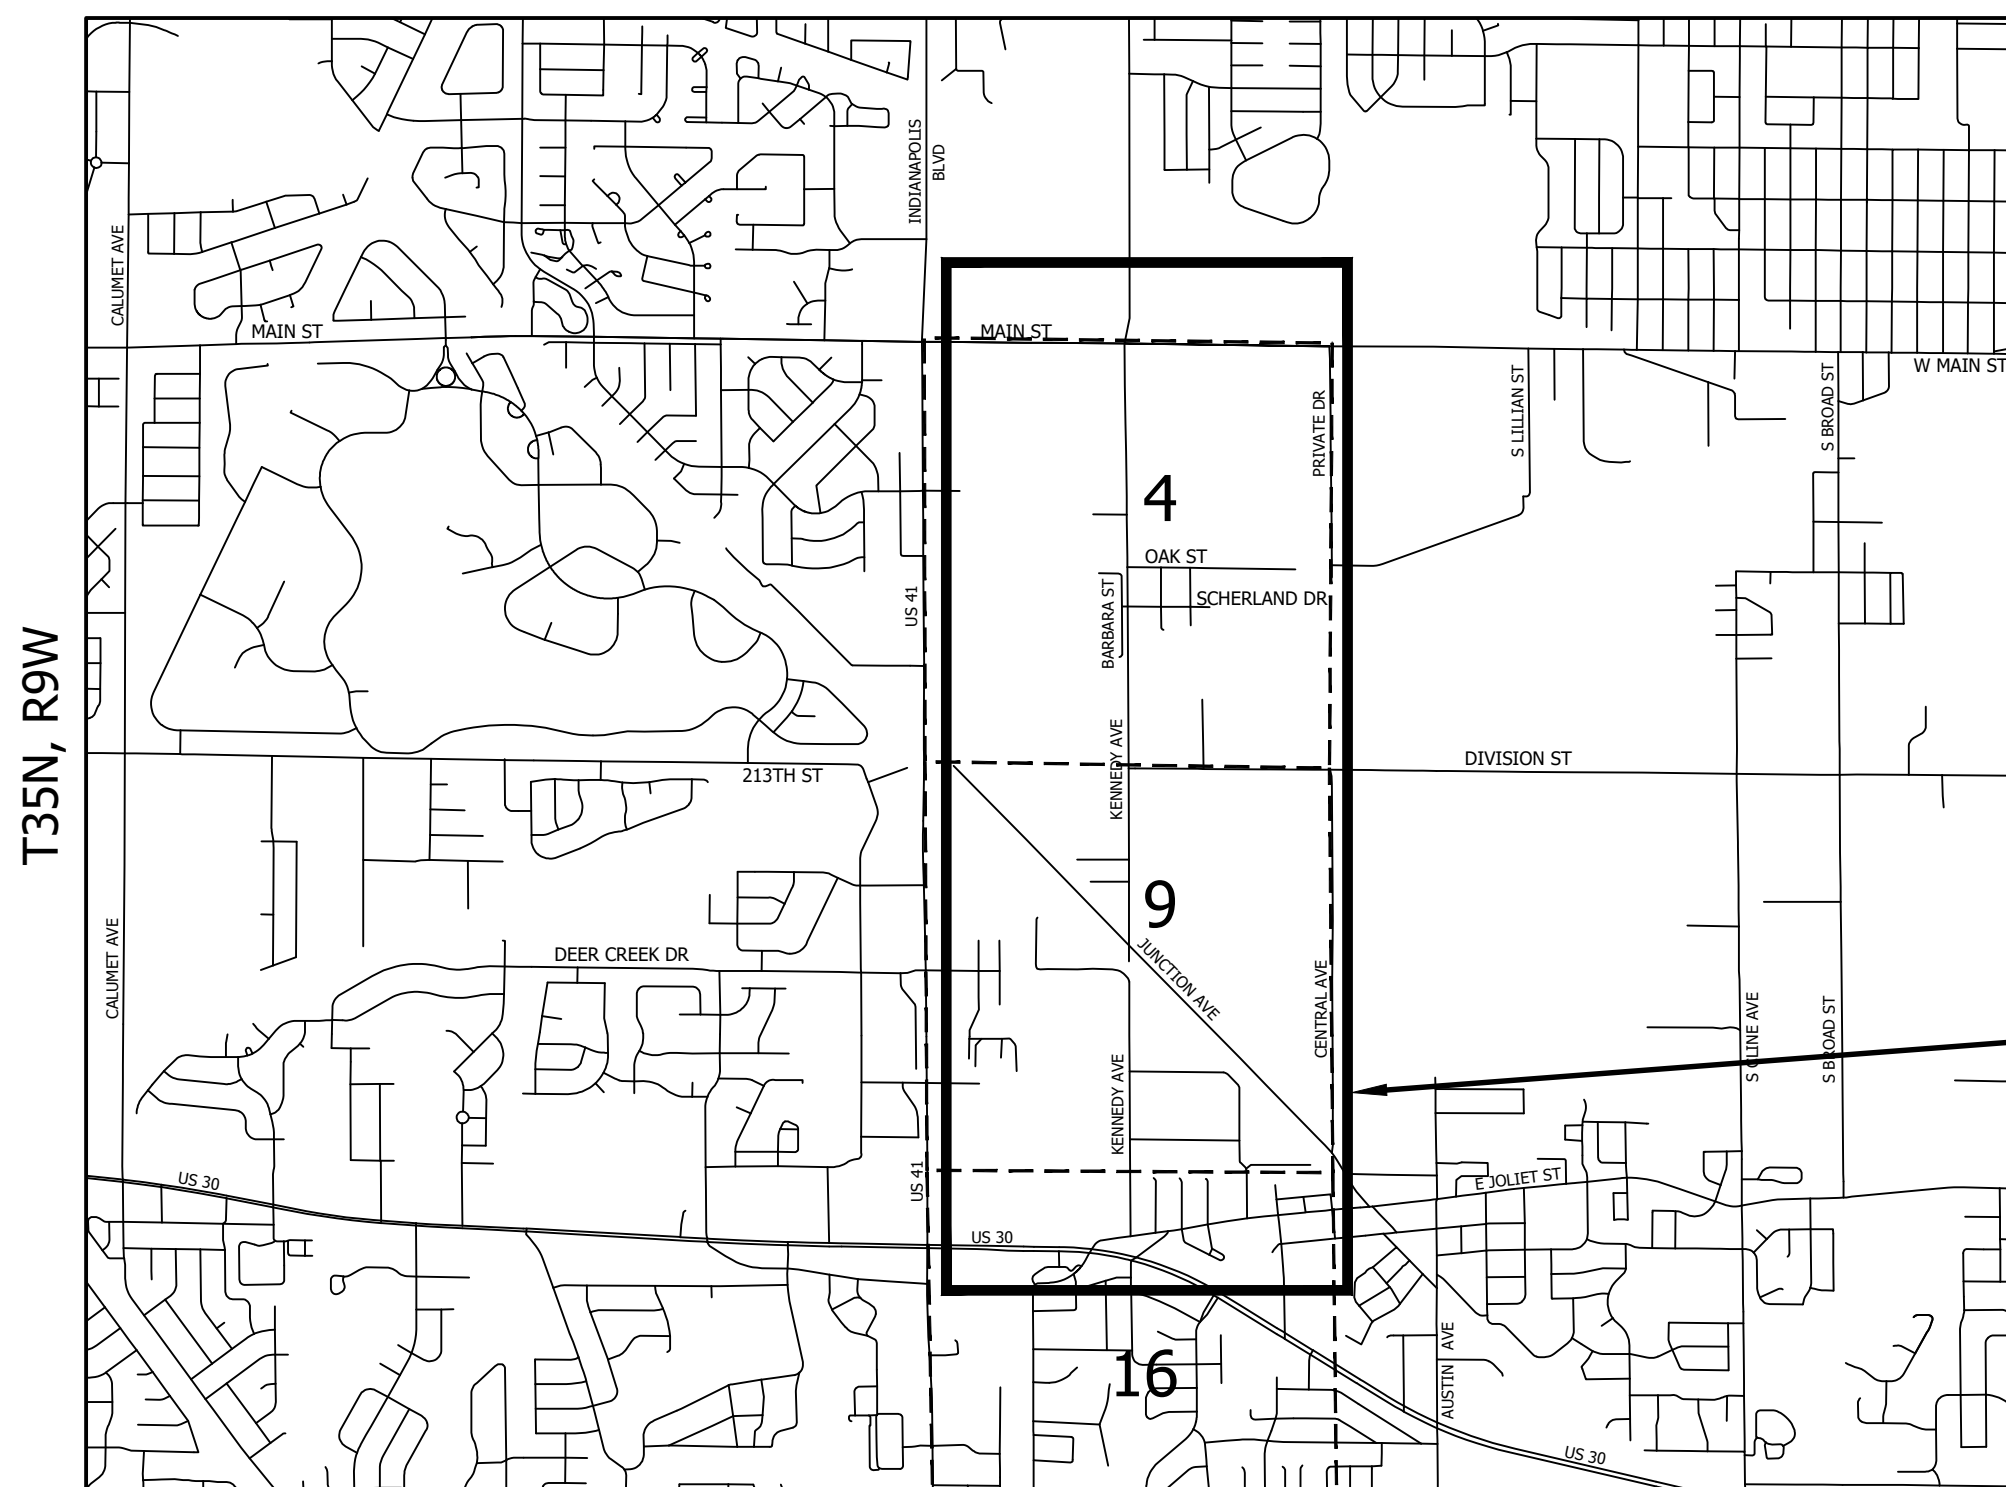 INDIANAPOLIS
BLVD
CALUMET AVE
MAIN ST
MAIN ST
W MAIN ST
PRIVATE DR
S LILLIAN ST
S BROAD ST
4
OAK ST
SCHERLAND DR
BARBARA ST
US 41
T35N, R9W
KENNEDY AVE
213TH ST
DIVISION ST
9
JUNCTION AVE
CALUMET AVE
DEER CREEK DR
CENTRAL AVE
S CLINE AVE
S BROAD ST
KENNEDY AVE
US 41
US 30
E JOLIET ST
US 30
16
AUSTIN AVE
US 30